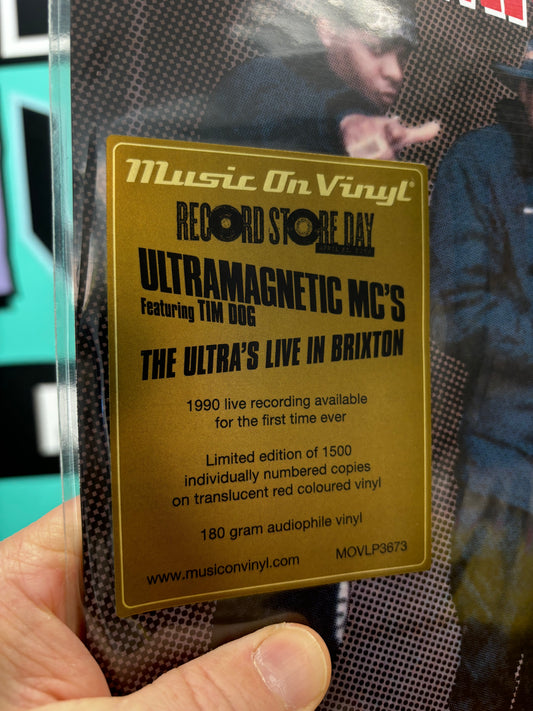 Music On Vinyl®
RECORD STORE DAY
ULTRAMAGNETIC MC'S
Featuring TIM DOG
THE ULTRA'S LIVE IN BRIXTON
1990 live recording available
for the first time ever
Limited edition of 1500
individually numbered copies
on translucent red coloured vinyl
180 gram audiophile vinyl
www.musiconvinyl.com
MOVLP3673